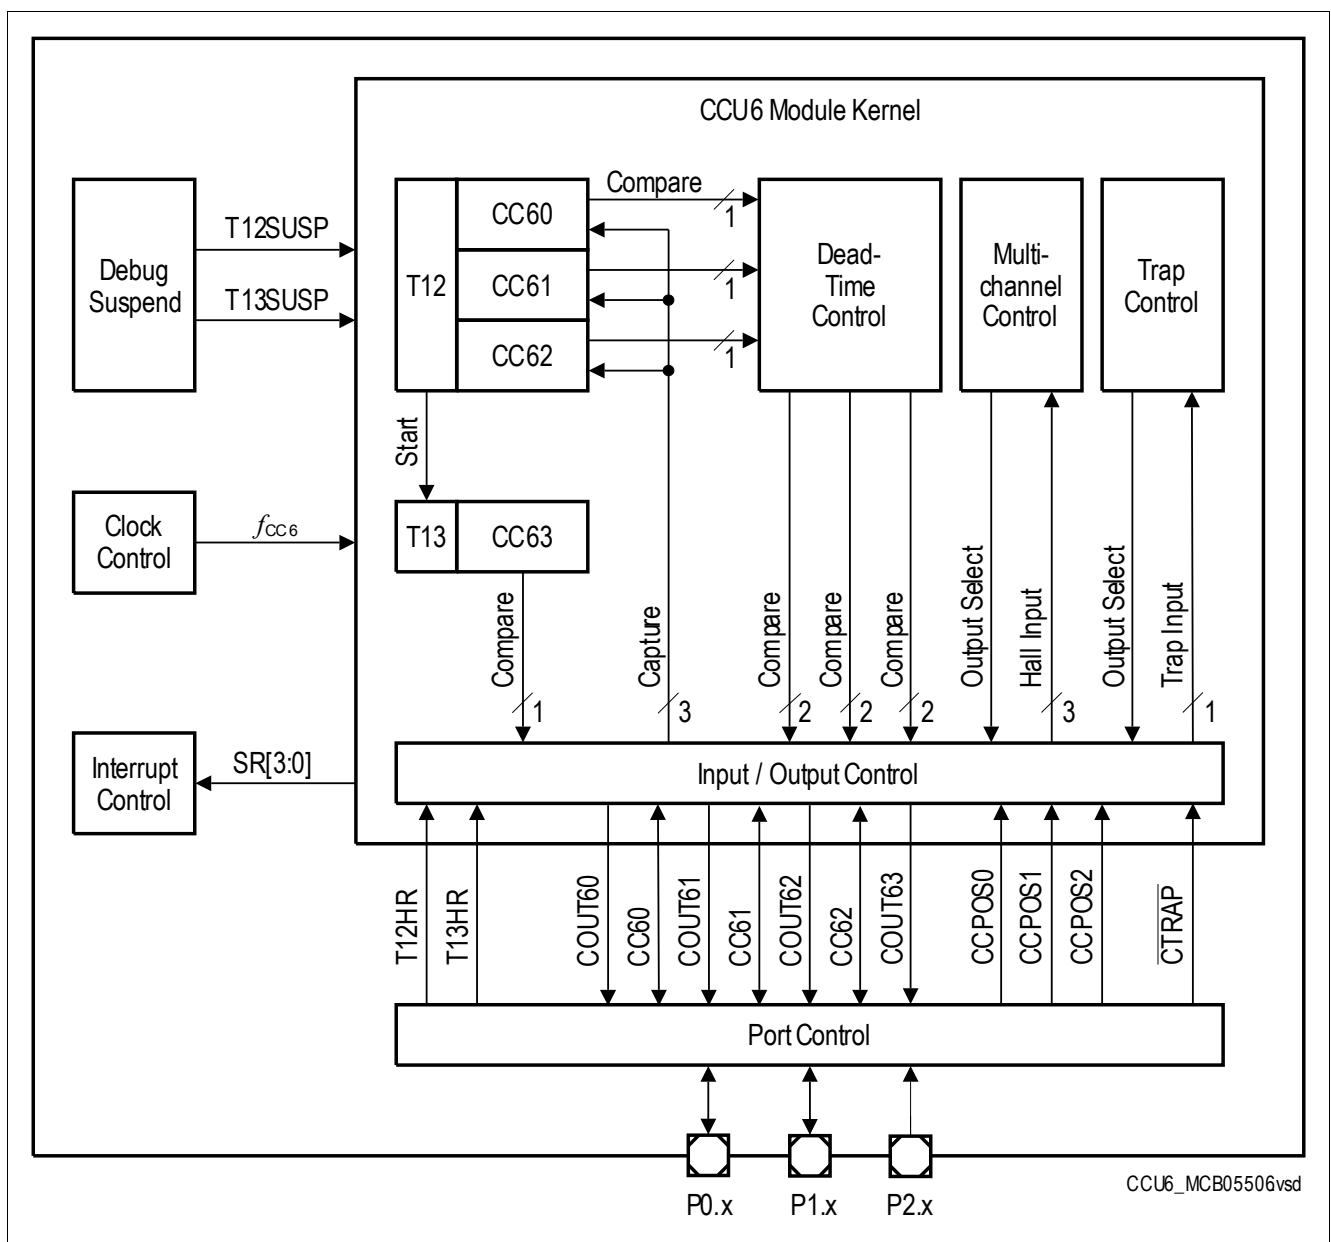 CCU6 Module Kernel
Debug
Suspend
T12SUSP
T13SUSP
T12
CC60
CC61
CC62
Compare
1
1
1
Dead-
Time
Control
Multi-
channel
Control
Trap
Control
Start
Clock
Control
fCC6
T13
CC63
Compare
1
Capture
3
Compare
2
Compare
2
Compare
2
Output Select
Hall Input
3
Output Select
Trap Input
1
Interrupt
Control
SR[3:0]
Input / Output Control
T12HR
T13HR
COUT60
CC60
COUT61
CC61
COUT62
CC62
COUT63
CCPOS0
CCPOS1
CCPOS2
CTRAP
Port Control
P0.x
P1.x
P2.x
CCU6_MCB05506.vsd